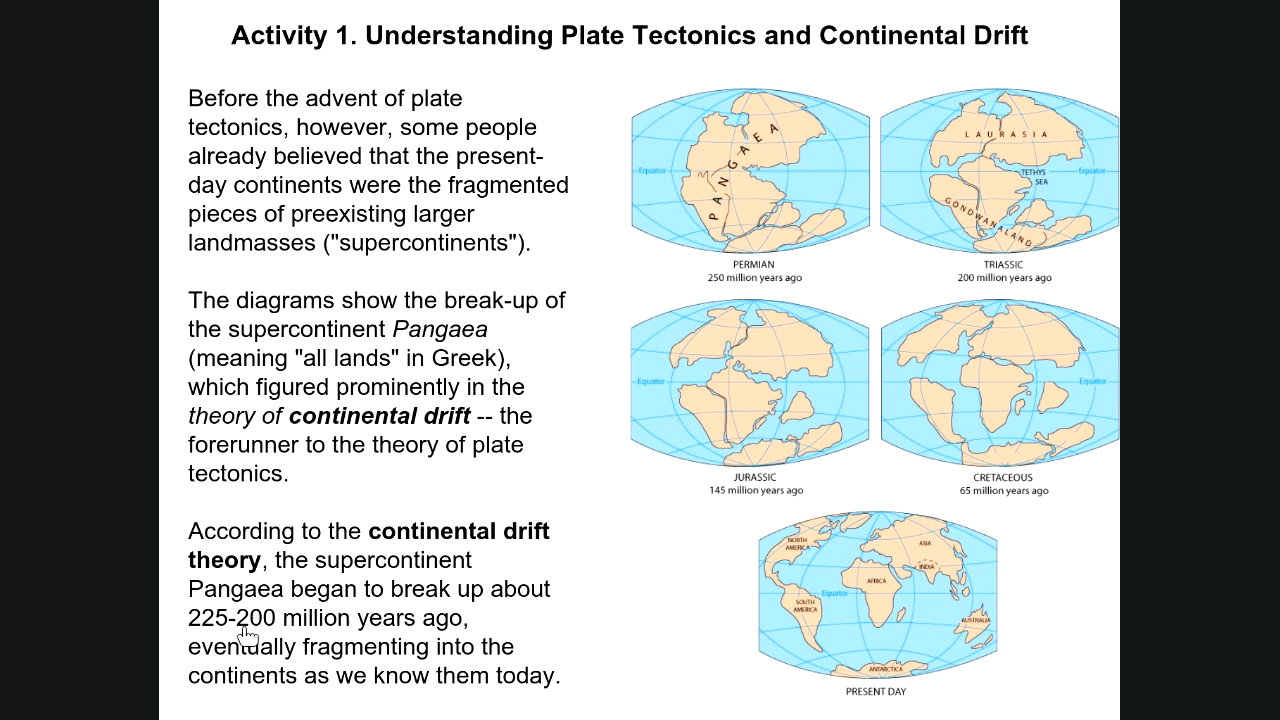 Activity 1. Understanding Plate Tectonics and Continental Drift
Before the advent of plate
tectonics, however, some people
already believed that the present-
day continents were the fragmented
pieces of preexisting larger
landmasses ("supercontinents").
The diagrams show the break-up of
the supercontinent Pangaea
(meaning "all lands" in Greek),
which figured prominently in the
theory of continental drift -- the
forerunner to the theory of plate
tectonics.
According to the continental drift
theory, the supercontinent
Pangaea began to break up about
225-200 million years ago,
eventually fragmenting into the
continents as we know them today.
PANGAEA
Equator
PERMIAN
250 million years ago
LAURASIA
TETHYS
SEA
Equator
GONDWANALAND
TRIASSIC
200 million years ago
Equator
JURASSIC
145 million years ago
Equator
CRETACEOUS
65 million years ago
NORTH
AMERICA
ASIA
INDIA
AFRICA
Equator
SOUTH
AMERICA
AUSTRALIA
ANTARCTICA
PRESENT DAY